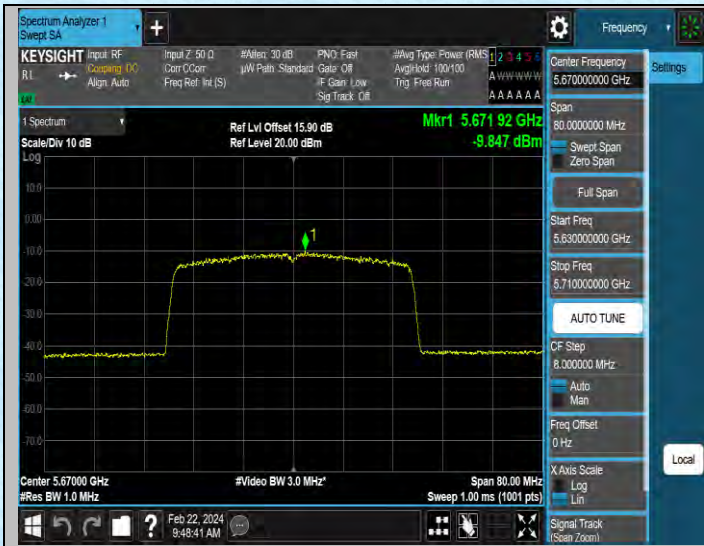 Spectrum Analyzer 1
Swept SA
+
Frequency
KEYSIGHT
Input: RF
Coupling: DC
Align: Auto
Input Z: 50 Ω
Corr CCorr
Freq Ref: Int (S)
#Atten: 30 dB
µW Path: Standard
PNO: Fast
Gate: Off
IF Gain: Low
Sig Track: Off
#Avg Type: Power (RMS
Avg|Hold: 100/100
Trig: Free Run
1 2 3 4 5 6
A W W W W W
A A A A A A
1 Spectrum
Scale/Div 10 dB
Log
Ref Lvl Offset 15.90 dB
Ref Level 20.00 dBm
Mkr1 5.671 92 GHz
-9.847 dBm
10.0
0.00
-10.0
-20.0
-30.0
-40.0
-50.0
-60.0
-70.0
1
Center 5.67000 GHz
#Res BW 1.0 MHz
#Video BW 3.0 MHz*
Span 80.00 MHz
Sweep 1.00 ms (1001 pts)
Feb 22, 2024
9:48:41 AM
Center Frequency
5.670000000 GHz
Span
80.0000000 MHz
Swept Span
Zero Span
Full Span
Start Freq
5.630000000 GHz
Stop Freq
5.710000000 GHz
AUTO TUNE
CF Step
8.000000 MHz
Auto
Man
Freq Offset
0 Hz
X Axis Scale
Log
Lin
Signal Track
(Span Zoom)
Settings
Local